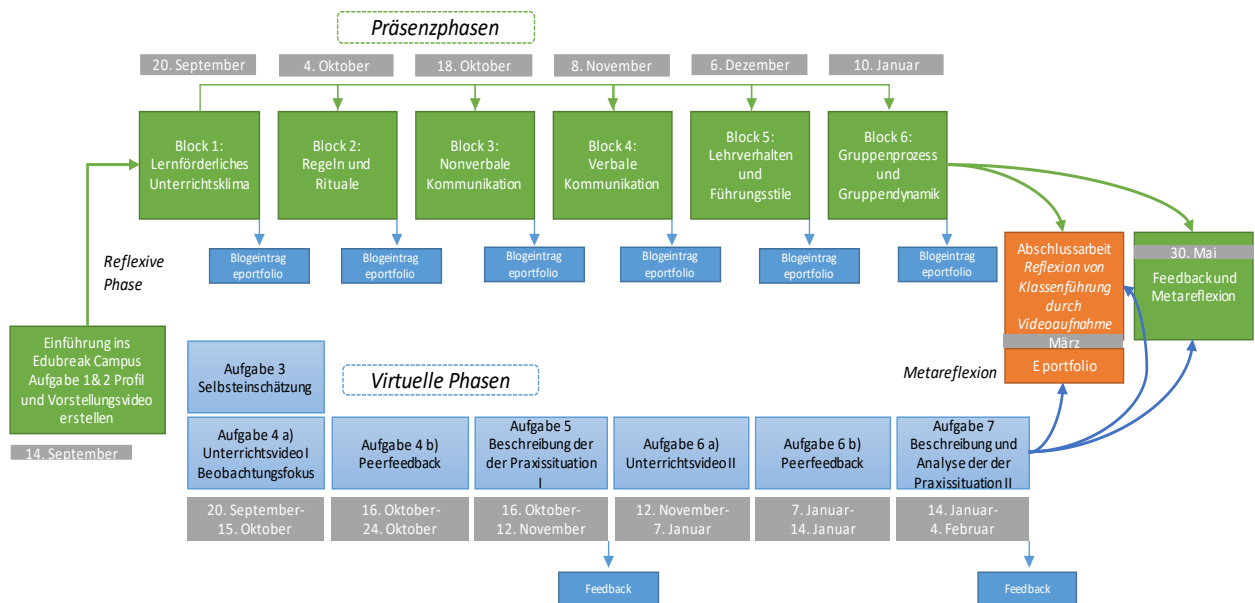 Präsenzphasen
20. September
4. Oktober
18. Oktober
8. November
6. Dezember
10. Januar
Block 1:
Lernförderliches
Unterrichtsklima
Block 2:
Regeln und
Rituale
Block 3:
Nonverbale
Kommunikation
Block 4:
Verbale
Kommunikation
Block 5:
Lehrverhalten
und
Führungsstile
Block 6:
Gruppenprozess
und
Gruppendynamik
Blogeintrag
eportfolio
Blogeintrag
eportfolio
Blogeintrag
eportfolio
Blogeintrag
eportfolio
Blogeintrag
eportfolio
Blogeintrag
eportfolio
Reflexive
Phase
Abschlussarbeit
Reflexion von
Klassenführung
durch
Videoaufnahme
März
E portfolio
30. Mai
Feedback und
Metareflexion
Einführung ins
Edubreak Campus
Aufgabe 1& 2 Profil
und Vorstellungsvideo
erstellen
14. September
Virtuelle Phasen
Metareflexion
Aufgabe 3
Selbsteinschätzung
Aufgabe 4 a)
Unterrichtsvideo I
Beobachtungsfokus
Aufgabe 4 b)
Peerfeedback
Aufgabe 5
Beschreibung der
der Praxissituation
I
Aufgabe 6 a)
Unterrichtsvideo II
Aufgabe 6 b)
Peerfeedback
Aufgabe 7
Beschreibung und
Analyse der der
Praxissituation II
20. September-
15. Oktober
16. Oktober-
24. Oktober
16. Oktober-
12. November
12. November-
7. Januar
7. Januar-
14. Januar
14. Januar-
4. Februar
Feedback
Feedback